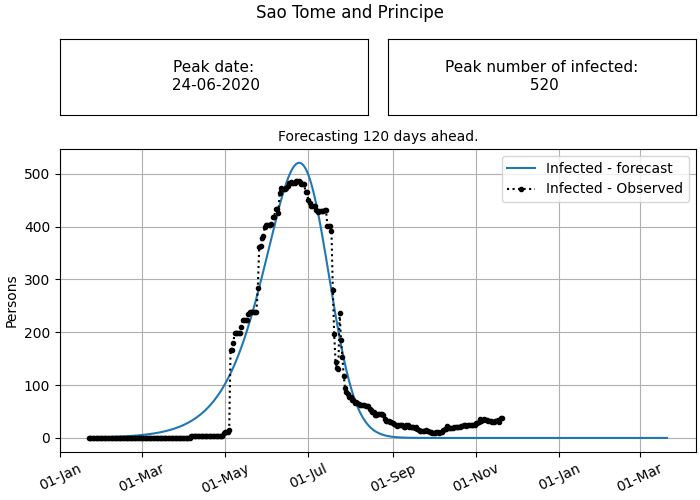 Sao Tome and Principe
Peak date:
24-06-2020
Peak number of infected:
520
Forecasting 120 days ahead.
Infected - forecast
Infected - Observed
Persons
500
400
300
200
100
0
01-Jan
01-Mar
01-May
01-Jul
01-Sep
01-Nov
01-Jan
01-Mar